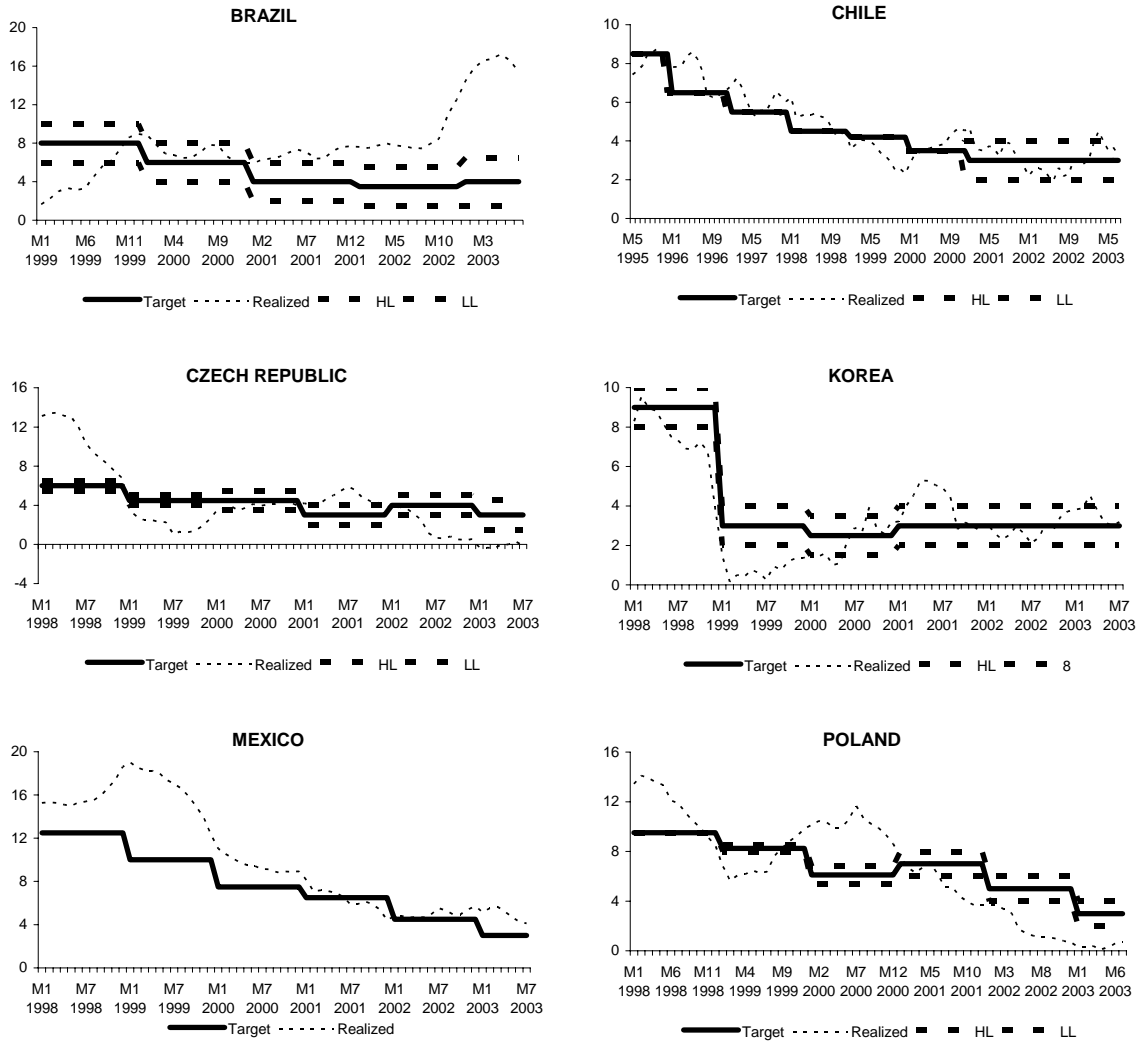 BRAZIL
20
16
12
8
4
0
M1 M6 M11 M4 M9 M2 M7 M12 M5 M10 M3
1999 1999 1999 2000 2000 2001 2001 2001 2002 2002 2003
Target Realized HL LL
CHILE
10
8
6
4
2
0
M5 M1 M9 M5 M1 M9 M5 M1 M9 M5 M1 M9 M5
1995 1996 1996 1997 1998 1998 1999 2000 2000 2001 2002 2002 2003
Target Realized HL LL
CZECH REPUBLIC
16
12
8
4
0
-4
M1 M7 M1 M7 M1 M7 M1 M7 M1 M7 M1 M7
1998 1998 1999 1999 2000 2000 2001 2001 2002 2002 2003 2003
Target Realized HL LL
KOREA
10
8
6
4
2
0
M1 M7 M1 M7 M1 M7 M1 M7 M1 M7 M1 M7
1998 1998 1999 1999 2000 2000 2001 2001 2002 2002 2003 2003
Target Realized HL 8
MEXICO
20
16
12
8
4
0
M1 M7 M1 M7 M1 M7 M1 M7 M1 M7 M1 M7
1998 1998 1999 1999 2000 2000 2001 2001 2002 2002 2003 2003
Target Realized
POLAND
16
12
8
4
0
M1 M6 M11 M4 M9 M2 M7 M12 M5 M10 M3 M8 M1 M6
1998 1998 1998 1999 1999 2000 2000 2000 2001 2001 2002 2002 2003 2003
Target Realized HL LL